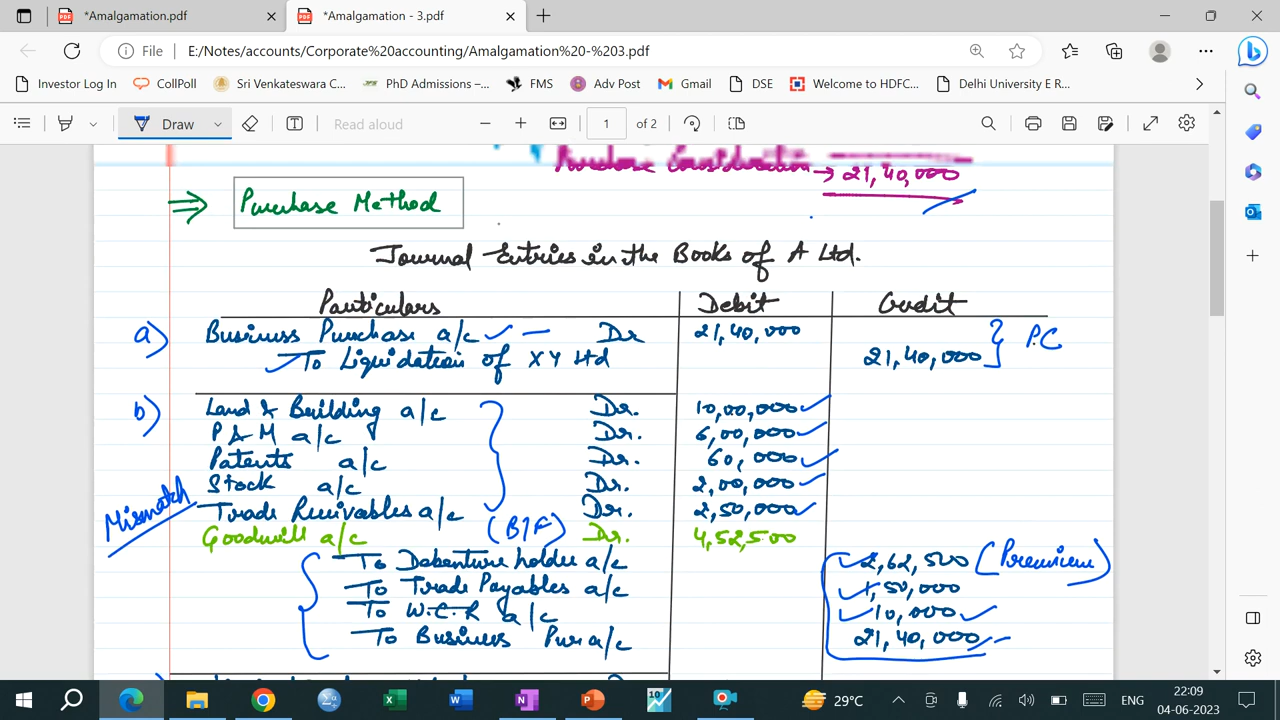 *Amalgamation.pdf
*Amalgamation - 3.pdf
File E:/Notes/accounts/Corporate%20accounting/Amalgamation%20-%203.pdf
Investor Log In CollPoll Sri Venkateswara C... PhD Admissions –... FMS Adv Post Gmail DSE Welcome to HDFC... Delhi University E R...
Draw Read aloud 1 of 2
Purchase Consideration → 21,40,000
⇒ Purchase Method
Journal Entries in the Books of A Ltd.
Particulars Debit Credit
a) Business Purchase a/c Dr 21,40,000
To Liquidation of XY Ltd 21,40,000 } P.C
b) Land & Building a/c Dr. 10,00,000
P & M a/c Dr. 6,00,000
Patents a/c Dr. 60,000
Stock a/c Dr. 2,00,000
Mismatch
Trade Receivables a/c Dr. 2,50,000
Goodwill a/c (B/F) Dr. 4,52,500
To Debenture holder a/c 2,62,500 (Premium)
To Trade Payables a/c 1,50,000
To W.C.R a/c 10,000
To Business Pur a/c 21,40,000
29°C ENG 22:09
04-06-2023